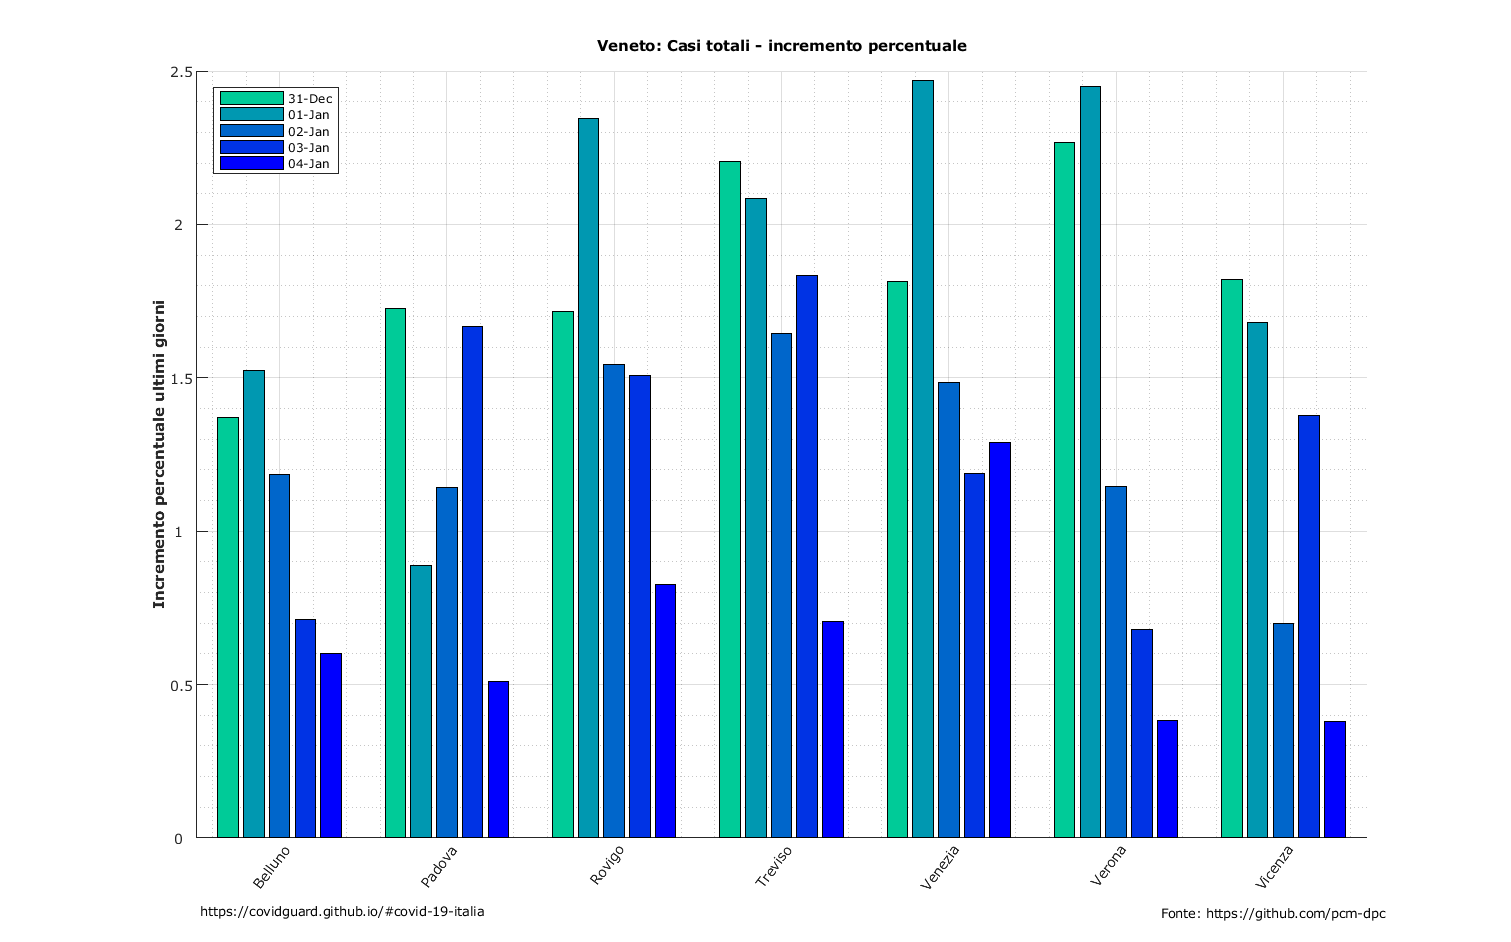 Veneto: Casi totali - incremento percentuale
2.5
2
1.5
1
0.5
0
Incremento percentuale ultimi giorni
31-Dec
01-Jan
02-Jan
03-Jan
04-Jan
Belluno
Padova
Rovigo
Treviso
Venezia
Verona
Vicenza
https://covidguard.github.io/#covid-19-italia
Fonte: https://github.com/pcm-dpc